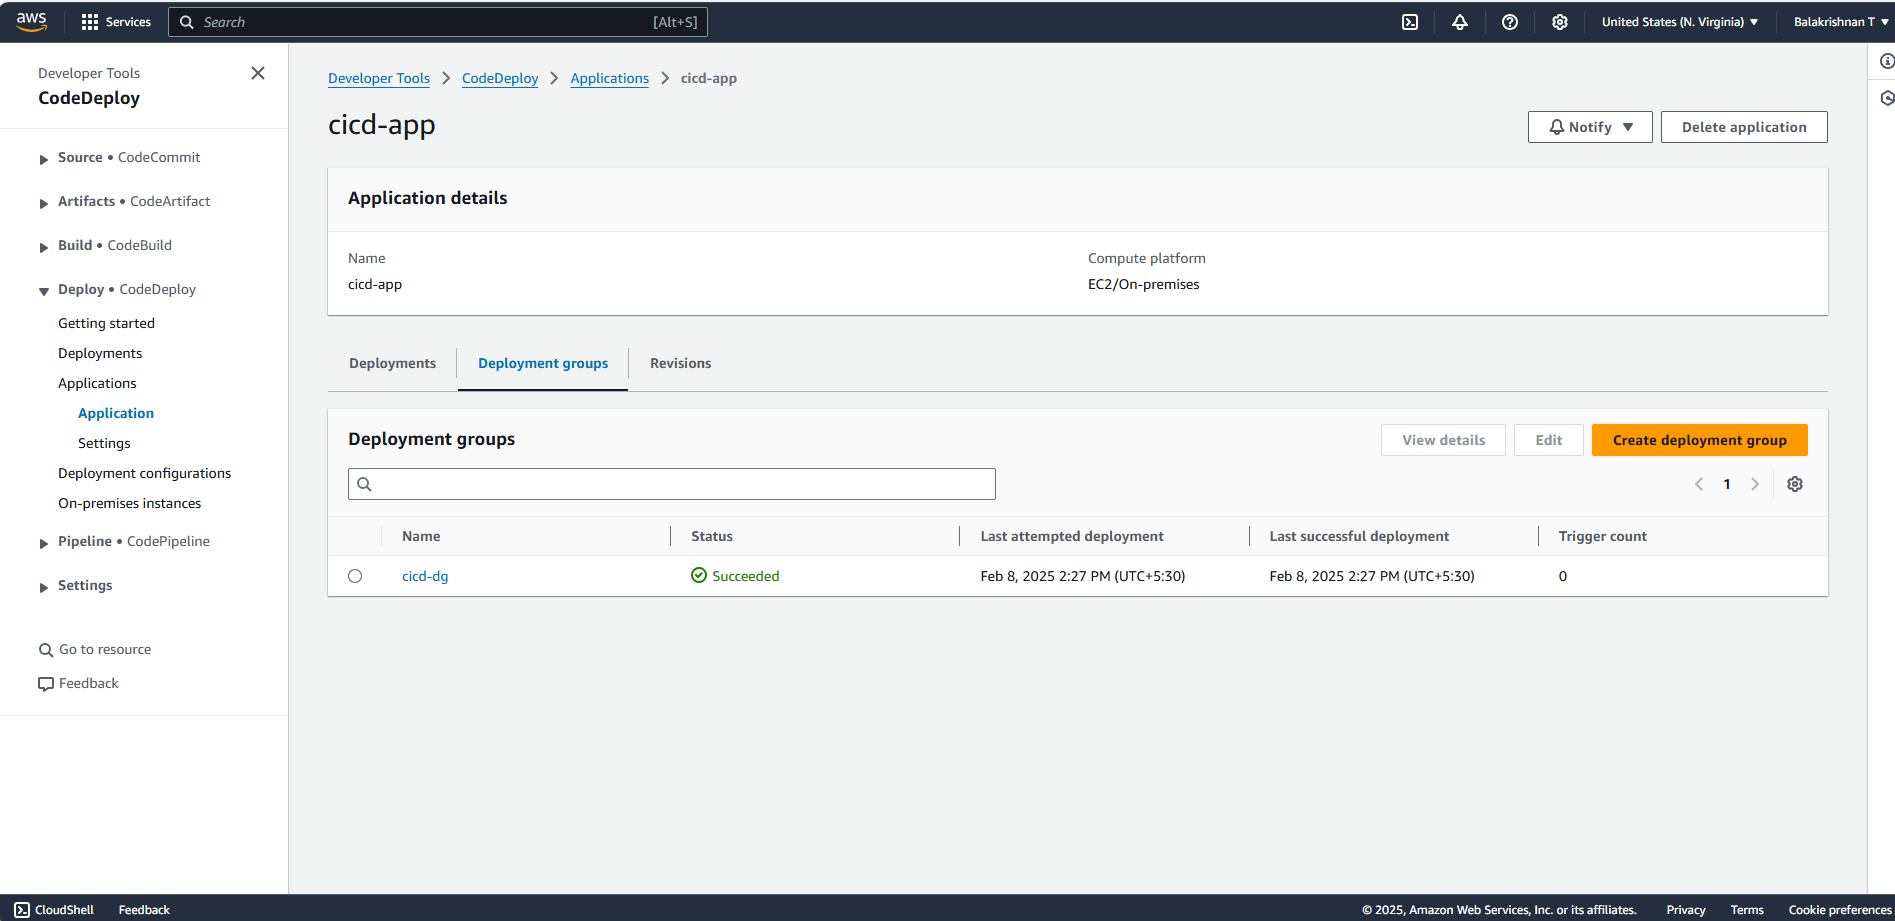 aws Services Search [Alt+S] United States (N. Virginia) Balakrishnan T
Developer Tools
CodeDeploy
Source • CodeCommit
Artifacts • CodeArtifact
Build • CodeBuild
Deploy • CodeDeploy
Getting started
Deployments
Applications
Application
Settings
Deployment configurations
On-premises instances
Pipeline • CodePipeline
Settings
Go to resource
Feedback
Developer Tools > CodeDeploy > Applications > cicd-app
cicd-app
Notify Delete application
Application details
Name Compute platform
cicd-app EC2/On-premises
Deployments Deployment groups Revisions
Deployment groups View details Edit Create deployment group
1
Name Status Last attempted deployment Last successful deployment Trigger count
cicd-dg Succeeded Feb 8, 2025 2:27 PM (UTC+5:30) Feb 8, 2025 2:27 PM (UTC+5:30) 0
CloudShell Feedback © 2025, Amazon Web Services, Inc. or its affiliates. Privacy Terms Cookie preferences